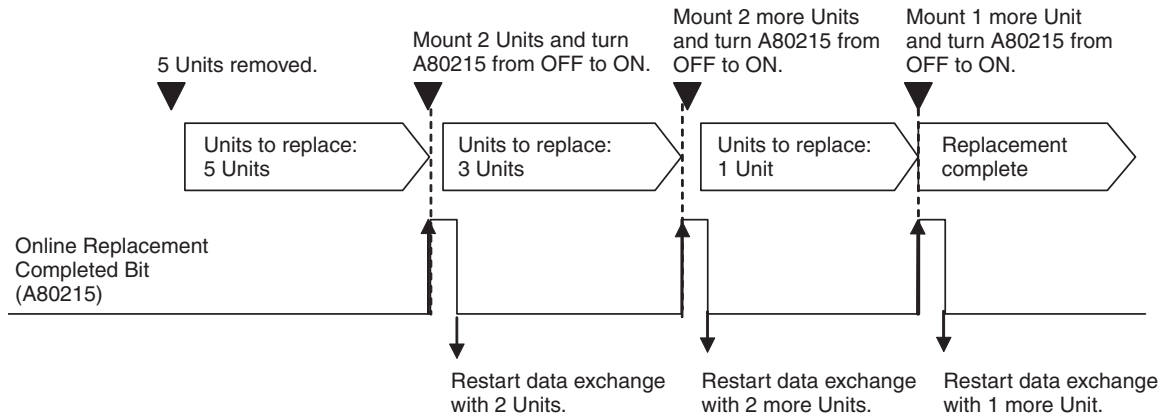 5 Units removed.
Mount 2 Units and turn
A80215 from OFF to ON.
Mount 2 more Units
and turn A80215 from
OFF to ON.
Mount 1 more Unit
and turn A80215 from
OFF to ON.
Units to replace:
5 Units
Units to replace:
3 Units
Units to replace:
1 Unit
Replacement
complete
Online Replacement
Completed Bit
(A80215)
Restart data exchange
with 2 Units.
Restart data exchange
with 2 more Units.
Restart data exchange
with 1 more Unit.